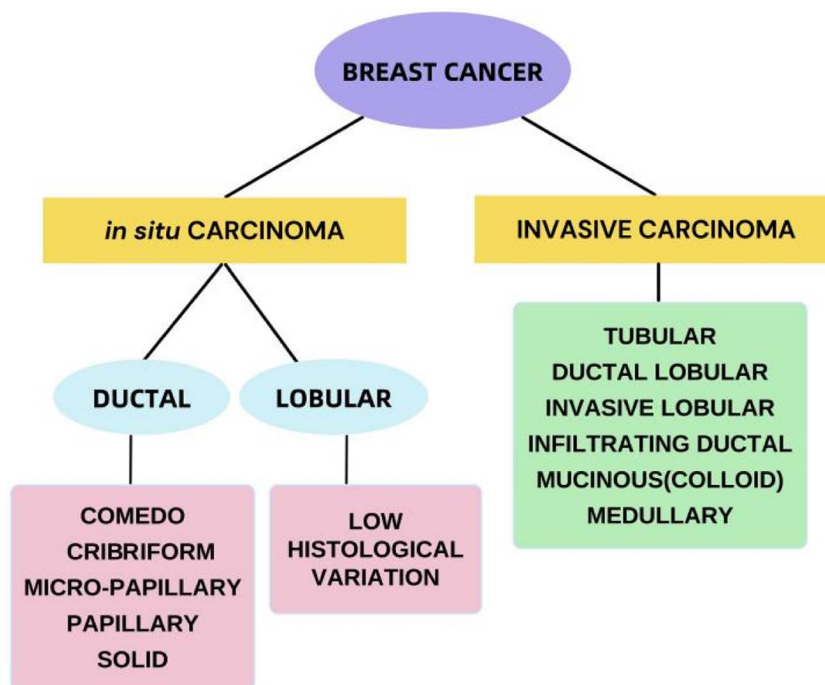 BREAST CANCER
in situ CARCINOMA
INVASIVE CARCINOMA
DUCTAL
LOBULAR
COMEDO
CRIBRIFORM
MICRO-PAPILLARY
PAPILLARY
SOLID
LOW
HISTOLOGICAL
VARIATION
TUBULAR
DUCTAL LOBULAR
INVASIVE LOBULAR
INFILTRATING DUCTAL
MUCINOUS(COLLOID)
MEDULLARY